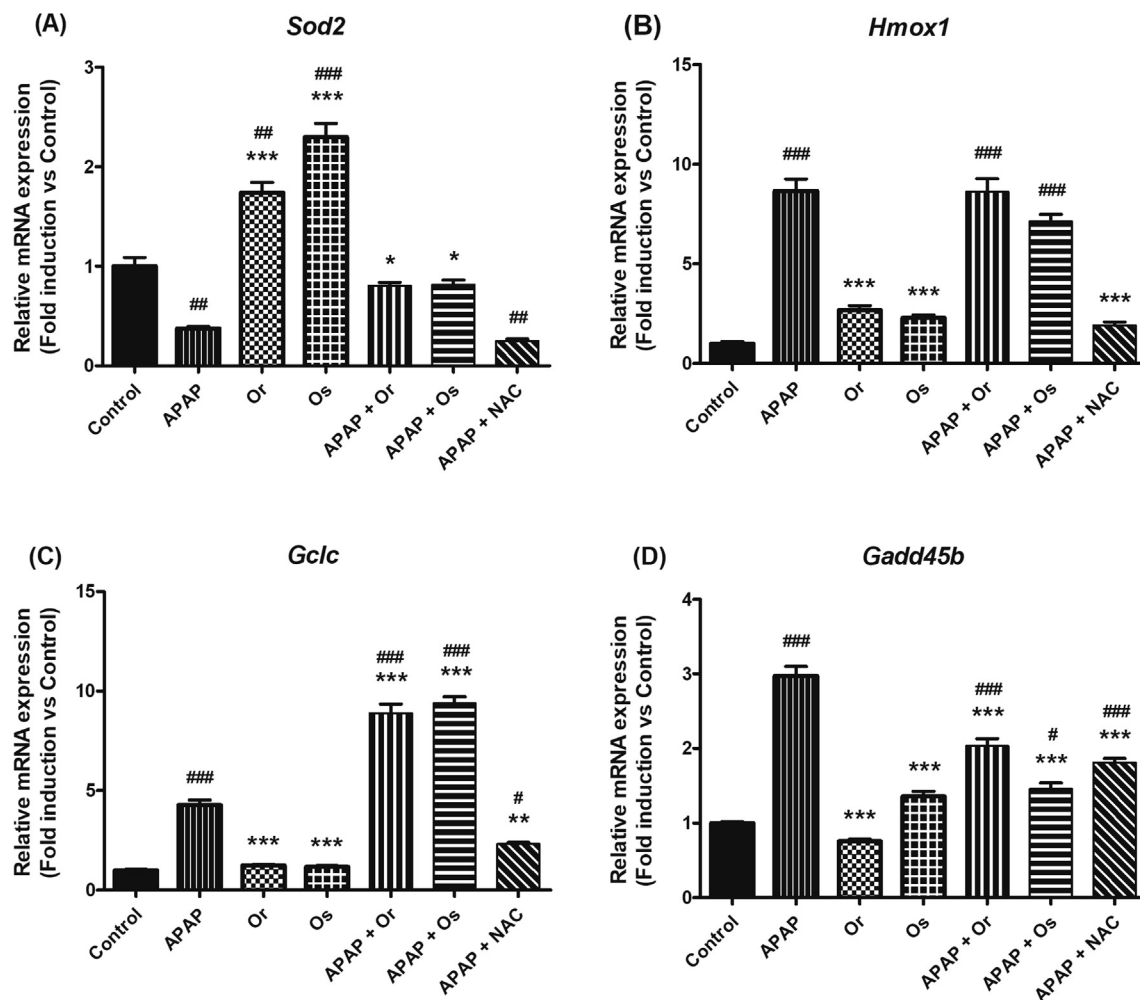 (A)
Sod2
Relative mRNA expression
(Fold induction vs Control)
3
2
1
0
##
##
***
###
***
*
*
##
Control
APAP
Or
Os
APAP + Or
APAP + Os
APAP + NAC
(B)
Hmox1
Relative mRNA expression
(Fold induction vs Control)
15
10
5
0
###
***
***
###
###
***
Control
APAP
Or
Os
APAP + Or
APAP + Os
APAP + NAC
(C)
Gclc
Relative mRNA expression
(Fold induction vs Control)
15
10
5
0
###
***
***
###
***
###
***
#
**
Control
APAP
Or
Os
APAP + Or
APAP + Os
APAP + NAC
(D)
Gadd45b
Relative mRNA expression
(Fold induction vs Control)
4
3
2
1
0
###
***
***
###
***
#
***
###
***
Control
APAP
Or
Os
APAP + Or
APAP + Os
APAP + NAC